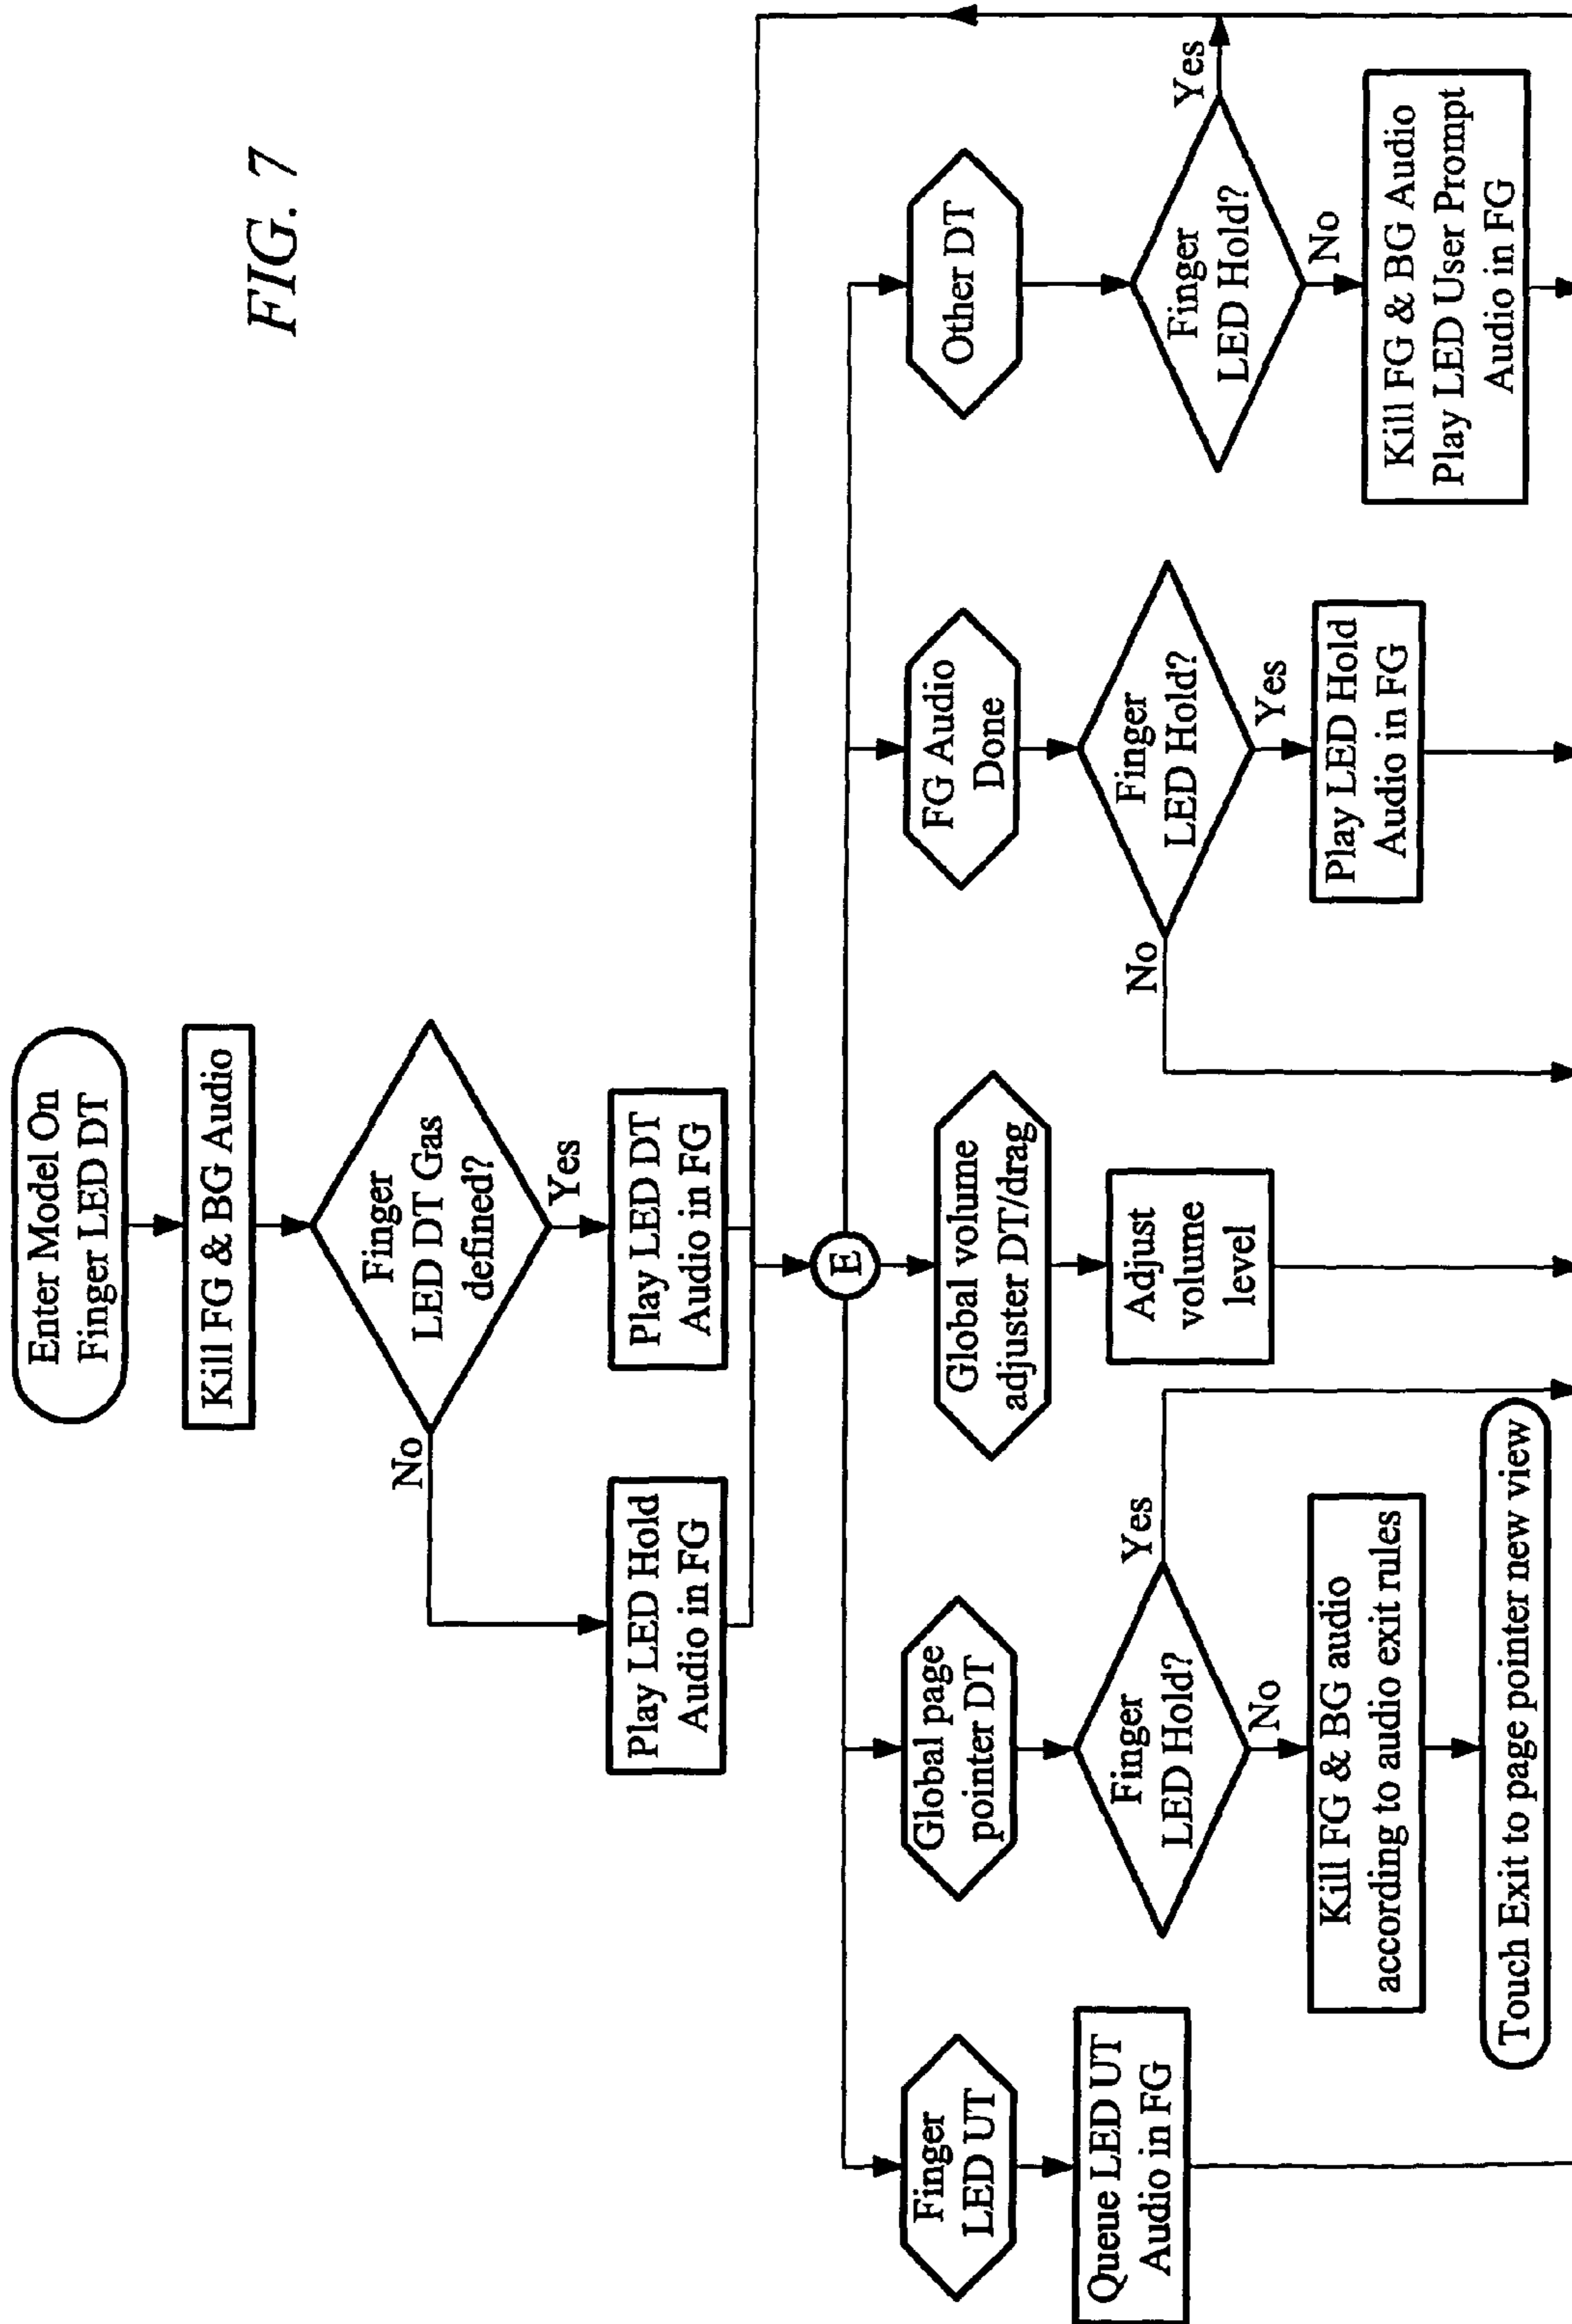 FIG. 7
Enter Model On
Finger LED DT
Kill FG & BG Audio
Finger
LED DT Gas
defined?
No
Yes
Play LED Hold
Audio in FG
Play LED DT
Audio in FG
E
Finger
LED UT
Queue LED UT
Audio in FG
Global page
pointer DT
Finger
LED Hold?
Yes
No
Kill FG & BG audio
according to audio exit rules
Touch Exit to page pointer new view
Global volume
adjuster DT/drag
Adjust
volume
level
FG Audio
Done
Finger
LED Hold?
No
Yes
Play LED Hold
Audio in FG
Other DT
Finger
LED Hold?
Yes
No
Kill FG & BG Audio
Play LED User Prompt
Audio in FG